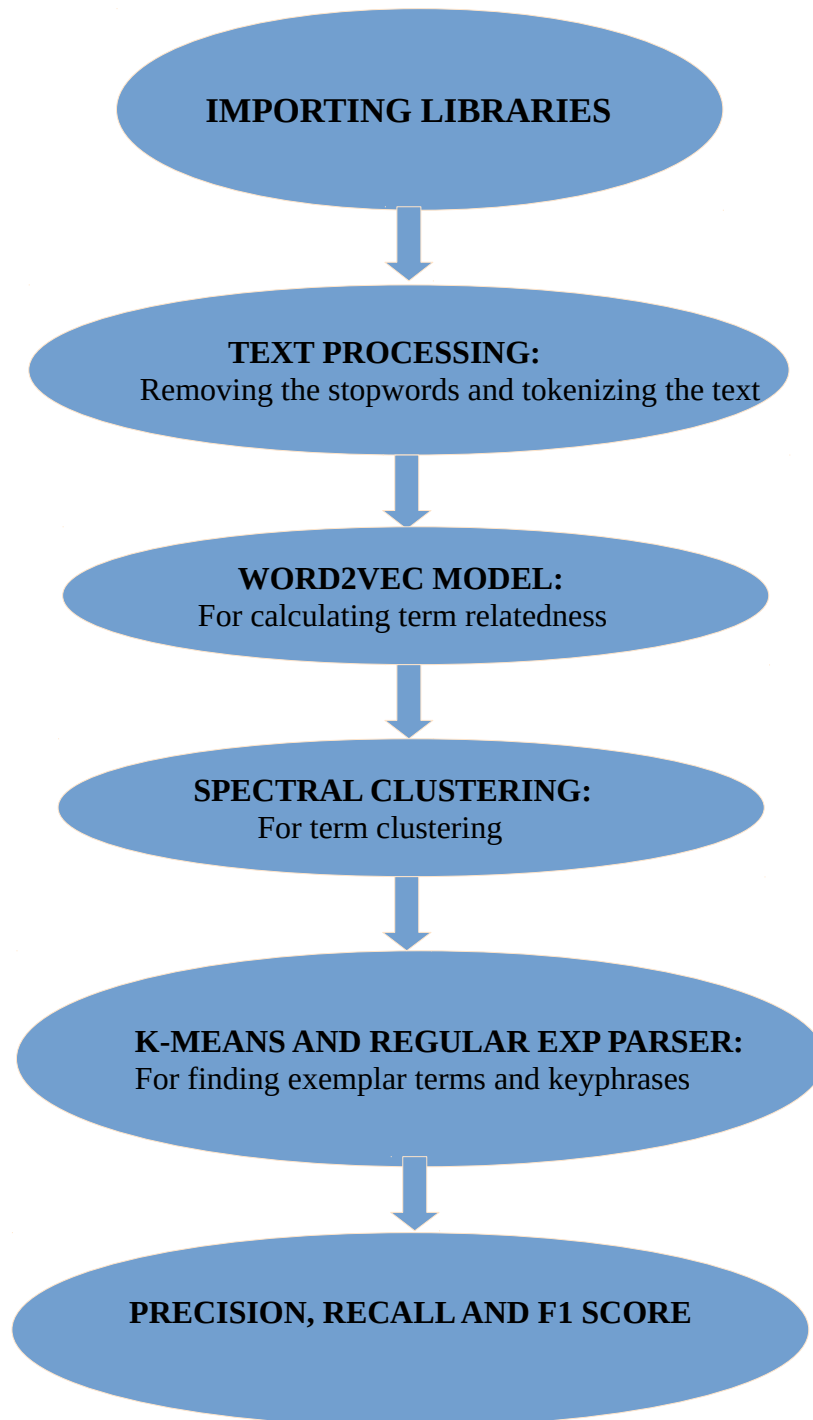 IMPORTING LIBRARIES
TEXT PROCESSING:
Removing the stopwords and tokenizing the text
WORD2VEC MODEL:
For calculating term relatedness
SPECTRAL CLUSTERING:
For term clustering
K-MEANS AND REGULAR EXP PARSER:
For finding exemplar terms and keyphrases
PRECISION, RECALL AND F1 SCORE